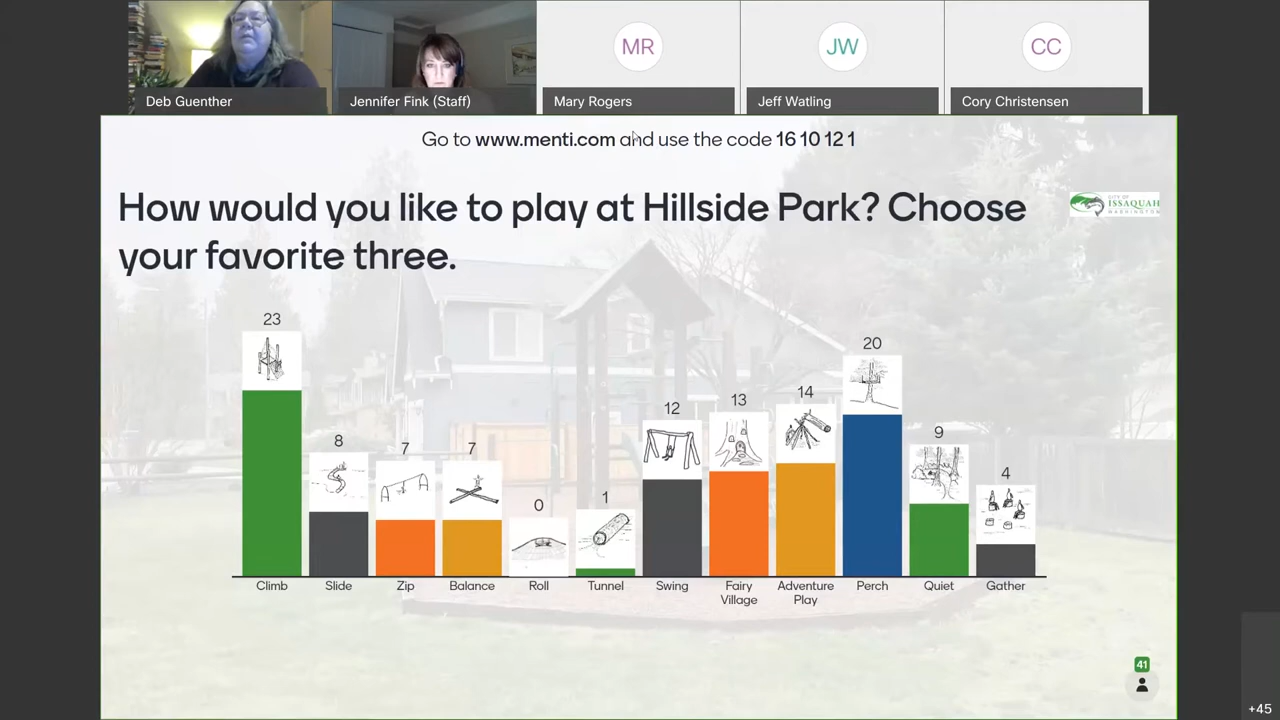 MR
JW
CC
Deb Guenther
Jennifer Fink (Staff)
Mary Rogers
Jeff Watling
Cory Christensen
Go to www.menti.com and use the code 16 10 12 1
How would you like to play at Hillside Park? Choose
your favorite three.
CITY OF
ISSAQUAH
WASHINGTON
23
8
7
7
0
1
12
13
14
20
9
4
Climb
Slide
Zip
Balance
Roll
Tunnel
Swing
Fairy
Village
Adventure
Play
Perch
Quiet
Gather
41
+45